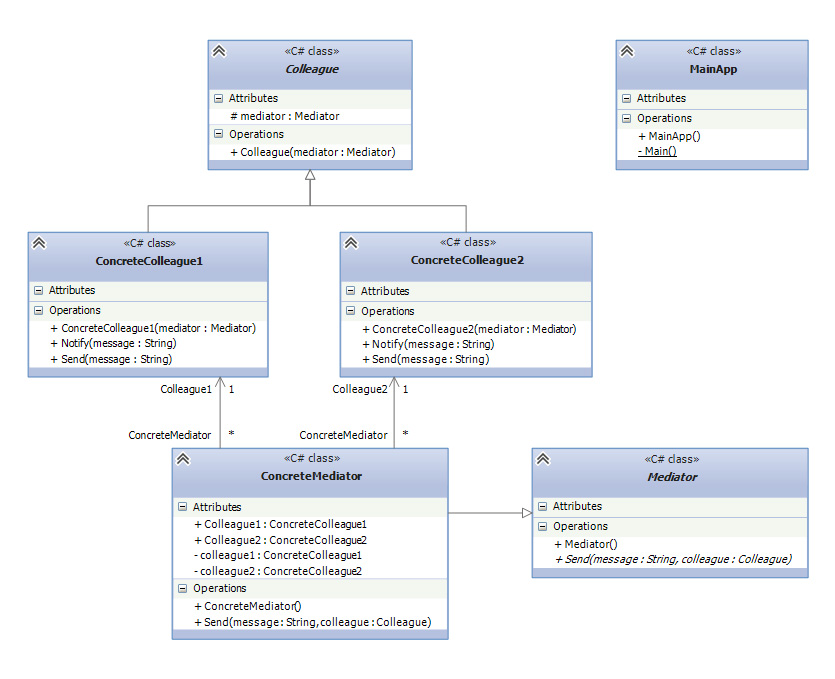 «C# class»
Colleague
Attributes
# mediator : Mediator
Operations
+ Colleague(mediator : Mediator)
«C# class»
MainApp
Attributes
Operations
+ MainApp()
- Main()
«C# class»
ConcreteColleague1
Attributes
Operations
+ ConcreteColleague1(mediator : Mediator)
+ Notify(message : String)
+ Send(message : String)
«C# class»
ConcreteColleague2
Attributes
Operations
+ ConcreteColleague2(mediator : Mediator)
+ Notify(message : String)
+ Send(message : String)
Colleague1 1
Colleague2 1
ConcreteMediator *
ConcreteMediator *
«C# class»
ConcreteMediator
Attributes
+ Colleague1 : ConcreteColleague1
+ Colleague2 : ConcreteColleague2
- colleague1 : ConcreteColleague1
- colleague2 : ConcreteColleague2
Operations
+ ConcreteMediator()
+ Send(message : String, colleague : Colleague)
«C# class»
Mediator
Attributes
Operations
+ Mediator()
+ Send(message : String, colleague : Colleague)